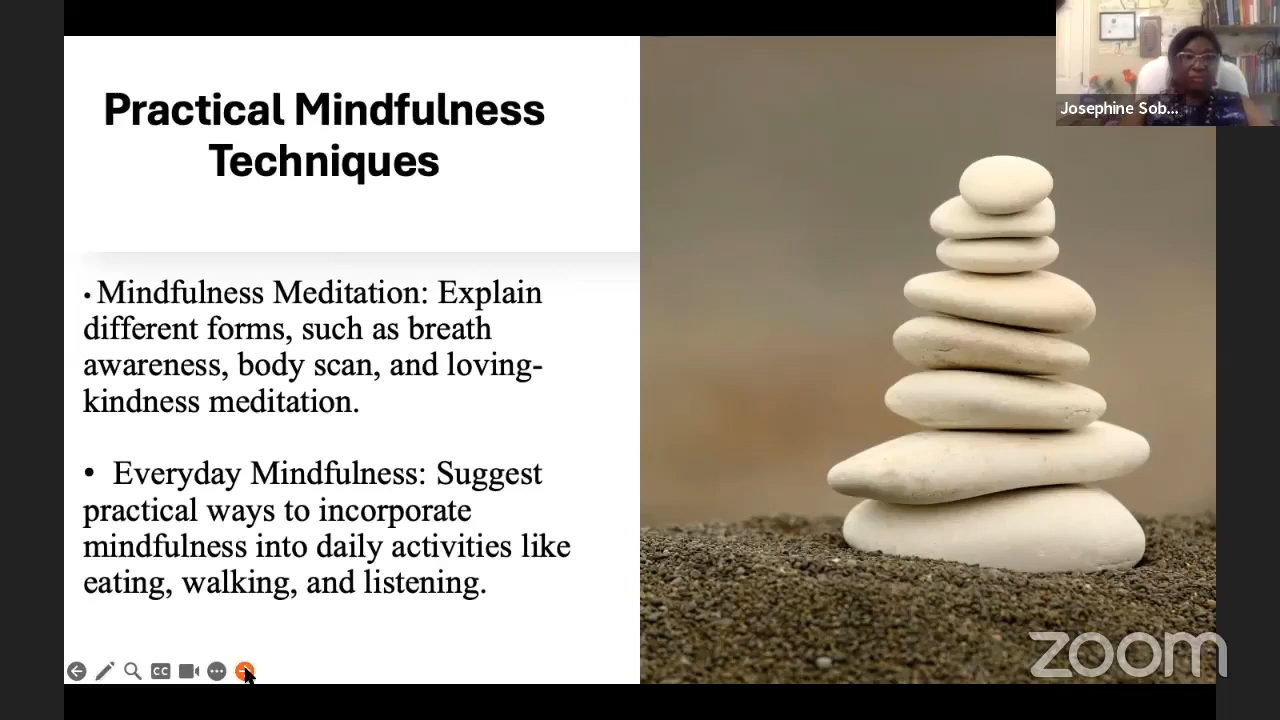 Practical Mindfulness
Techniques
Josephine Sob...
• Mindfulness Meditation: Explain
different forms, such as breath
awareness, body scan, and loving-
kindness meditation.
• Everyday Mindfulness: Suggest
practical ways to incorporate
mindfulness into daily activities like
eating, walking, and listening.
CC
zoom